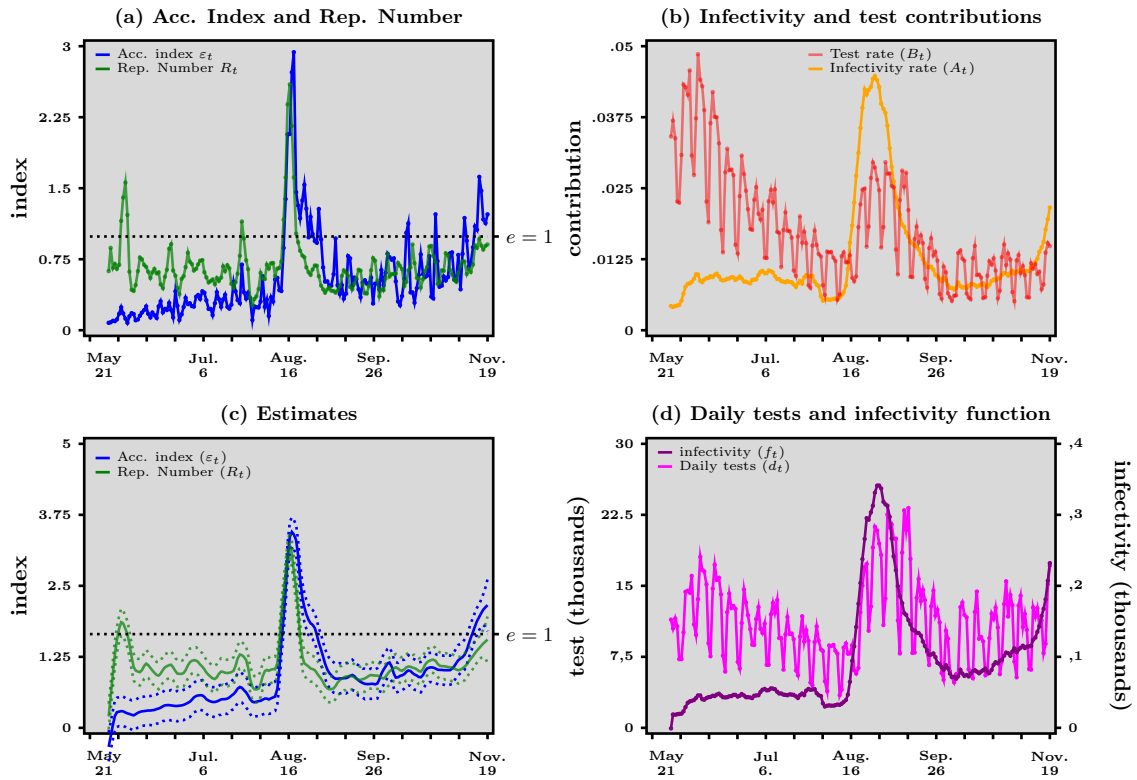 (a) Acc. Index and Rep. Number
Acc. index εt
Rep. Number Rt
index
3
2.25
1.5
0.75
0
e = 1
May 21
Jul. 6
Aug. 16
Sep. 26
Nov. 19
(b) Infectivity and test contributions
Test rate (Bt)
Infectivity rate (At)
contribution
.05
.0375
.025
.0125
0
May 21
Jul. 6
Aug. 16
Sep. 26
Nov. 19
(c) Estimates
Acc. index (εt)
Rep. Number (Rt)
index
5
3.75
2.5
1.25
0
e = 1
May 21
Jul. 6
Aug. 16
Sep. 26
Nov. 19
(d) Daily tests and infectivity function
infectivity (ft)
Daily tests (dt)
test (thousands)
30
22.5
15
7.5
0
,4
,3
,2
,1
0
infectivity (thousands)
May 21
Jul 6.
Aug. 16
Sep. 26
Nov. 19